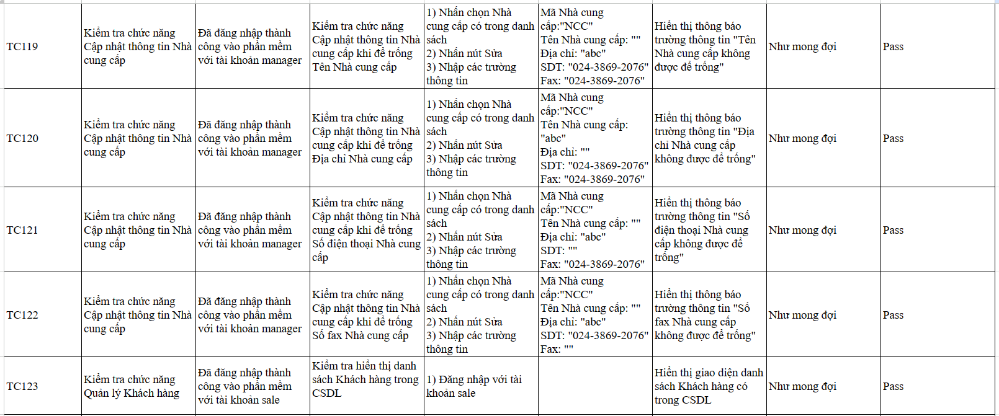 TC119
Kiểm tra chức năng
Cập nhật thông tin Nhà
cung cấp
Đã đăng nhập thành
công vào phần mềm
với tài khoản manager
Kiểm tra chức năng
Cập nhật thông tin Nhà
cung cấp khi để trống
Tên Nhà cung cấp
1) Nhấn chọn Nhà
cung cấp có trong danh
sách
2) Nhấn nút Sửa
3) Nhập các trường
thông tin
Mã Nhà cung
cấp:"NCC"
Tên Nhà cung cấp: ""
Địa chỉ: "abc"
SDT: "024-3869-2076"
Fax: "024-3869-2076"
Hiển thị thông báo
trường thông tin "Tên
Nhà cung cấp không
được để trống"
Như mong đợi
Pass
TC120
Kiểm tra chức năng
Cập nhật thông tin Nhà
cung cấp
Đã đăng nhập thành
công vào phần mềm
với tài khoản manager
Kiểm tra chức năng
Cập nhật thông tin Nhà
cung cấp khi để trống
Địa chỉ Nhà cung cấp
1) Nhấn chọn Nhà
cung cấp có trong danh
sách
2) Nhấn nút Sửa
3) Nhập các trường
thông tin
Mã Nhà cung
cấp:"NCC"
Tên Nhà cung cấp:
"abc"
Địa chỉ: ""
SDT: "024-3869-2076"
Fax: "024-3869-2076"
Hiển thị thông báo
trường thông tin "Địa
chỉ Nhà cung cấp
không được để trống"
Như mong đợi
Pass
TC121
Kiểm tra chức năng
Cập nhật thông tin Nhà
cung cấp
Đã đăng nhập thành
công vào phần mềm
với tài khoản manager
Kiểm tra chức năng
Cập nhật thông tin Nhà
cung cấp khi để trống
Số điện thoại Nhà cung
cấp
1) Nhấn chọn Nhà
cung cấp có trong danh
sách
2) Nhấn nút Sửa
3) Nhập các trường
thông tin
Mã Nhà cung
cấp:"NCC"
Tên Nhà cung cấp: ""
Địa chỉ: "abc"
SDT: ""
Fax: "024-3869-2076"
Hiển thị thông báo
trường thông tin "Số
điện thoại Nhà cung
cấp không được để
trống"
Như mong đợi
Pass
TC122
Kiểm tra chức năng
Cập nhật thông tin Nhà
cung cấp
Đã đăng nhập thành
công vào phần mềm
với tài khoản manager
Kiểm tra chức năng
Cập nhật thông tin Nhà
cung cấp khi để trống
Số fax Nhà cung cấp
1) Nhấn chọn Nhà
cung cấp có trong danh
sách
2) Nhấn nút Sửa
3) Nhập các trường
thông tin
Mã Nhà cung
cấp:"NCC"
Tên Nhà cung cấp: ""
Địa chỉ: "abc"
SDT: "024-3869-2076"
Fax: ""
Hiển thị thông báo
trường thông tin "Số
fax Nhà cung cấp
không được để trống"
Như mong đợi
Pass
TC123
Kiểm tra chức năng
Quản lý Khách hàng
Đã đăng nhập thành
công vào phần mềm
với tài khoản sale
Kiểm tra hiển thị danh
sách Khách hàng trong
CSDL
1) Đăng nhập với tài
khoản sale
Hiển thị giao diện danh
sách Khách hàng có
trong CSDL
Như mong đợi
Pass